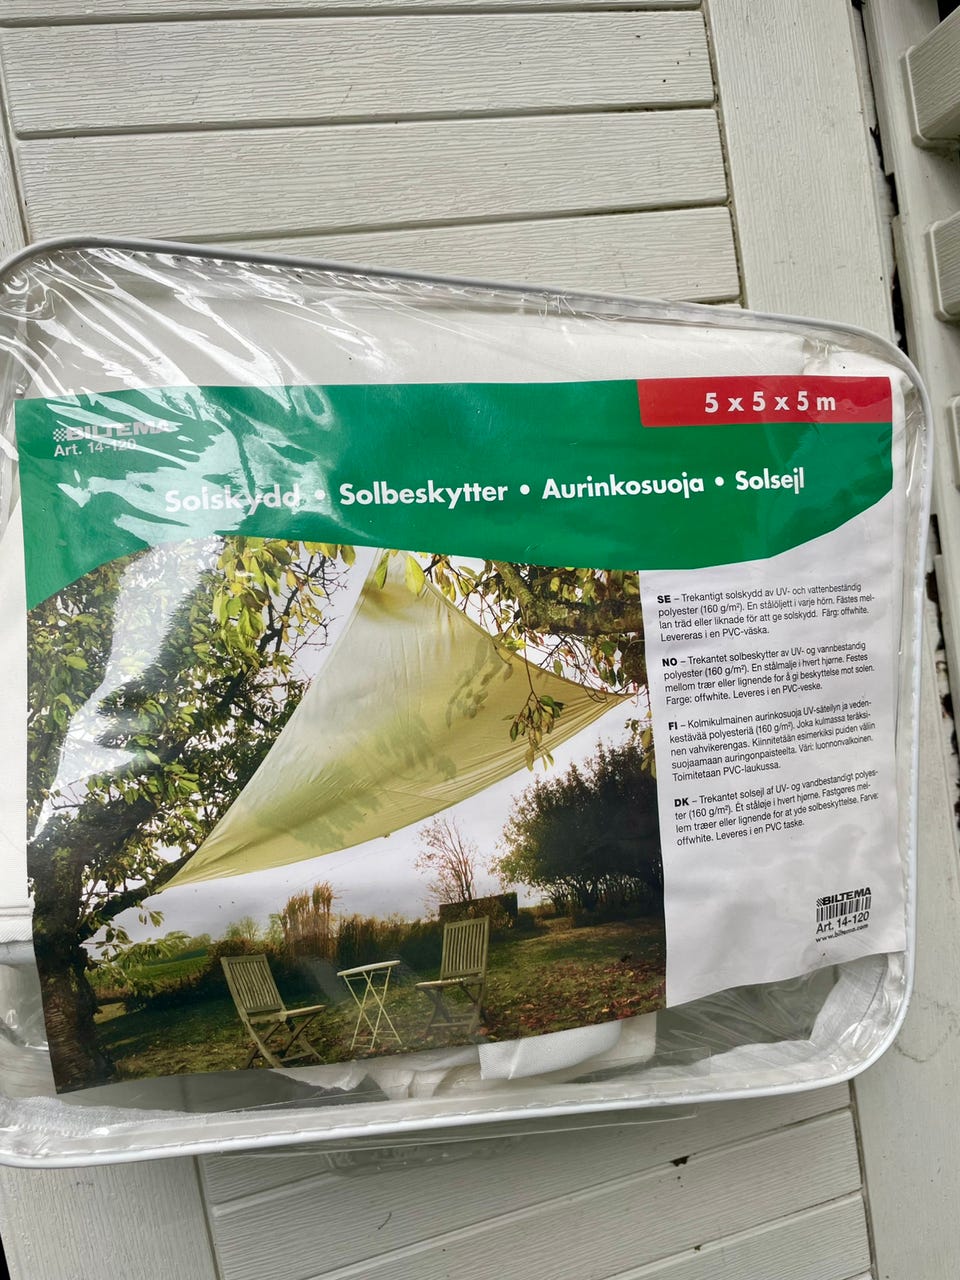 5 x 5 x 5 m
BILTEMA
Art. 14-120
Solskydd • Solbeskytter • Aurinkosuoja • Solsejl
SE – Trekantigt solskydd av UV- och vattenbeständig
polyester (160 g/m²). En stålöljett i varje hörn. Fästes mel-
lan träd eller liknade för att ge solskydd. Färg: offwhite.
Levereras i en PVC-väska.
NO – Trekantet solbeskytter av UV- og vannbestandig
polyester (160 g/m²). En stålmalje i hvert hjørne. Festes
mellom trær eller lignende for å gi beskyttelse mot solen.
Farge: offwhite. Leveres i en PVC-veske.
FI – Kolmikulmainen aurinkosuoja UV-säteilyn ja veden-
kestävää polyesteriä (160 g/m²). Joka kulmassa teräksi-
nen vahvikerengas. Kiinnitetään esimerkiksi puiden väliin
suojaamaan auringonpaisteelta. Väri: luonnonvalkoinen.
Toimitetaan PVC-laukussa.
DK – Trekantet solsejl af UV- og vandbestandigt polyes-
ter (160 g/m²). Ét ståløje i hvert hjørne. Fastgøres mel-
lem træer eller lignende for at yde solbeskyttelse. Farve:
offwhite. Leveres i en PVC taske.
BILTEMA
Art. 14-120
www.biltema.com